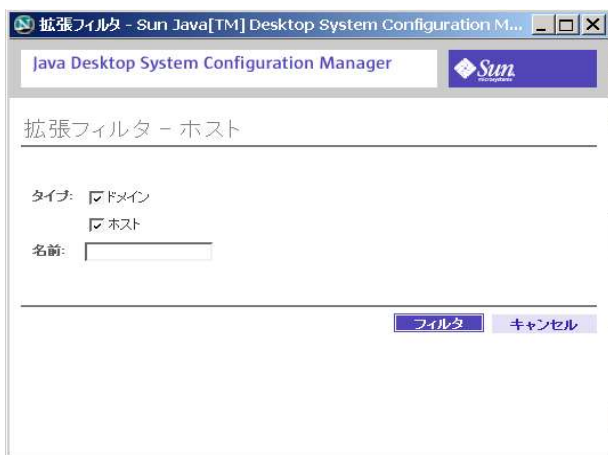 拡張フィルタ - Sun Java[TM] Desktop System Configuration M...
Java Desktop System Configuration Manager
Sun
microsystems
拡張フィルタ – ホスト
タイプ: ドメイン
ホスト
名前:
フィルタ キャンセル